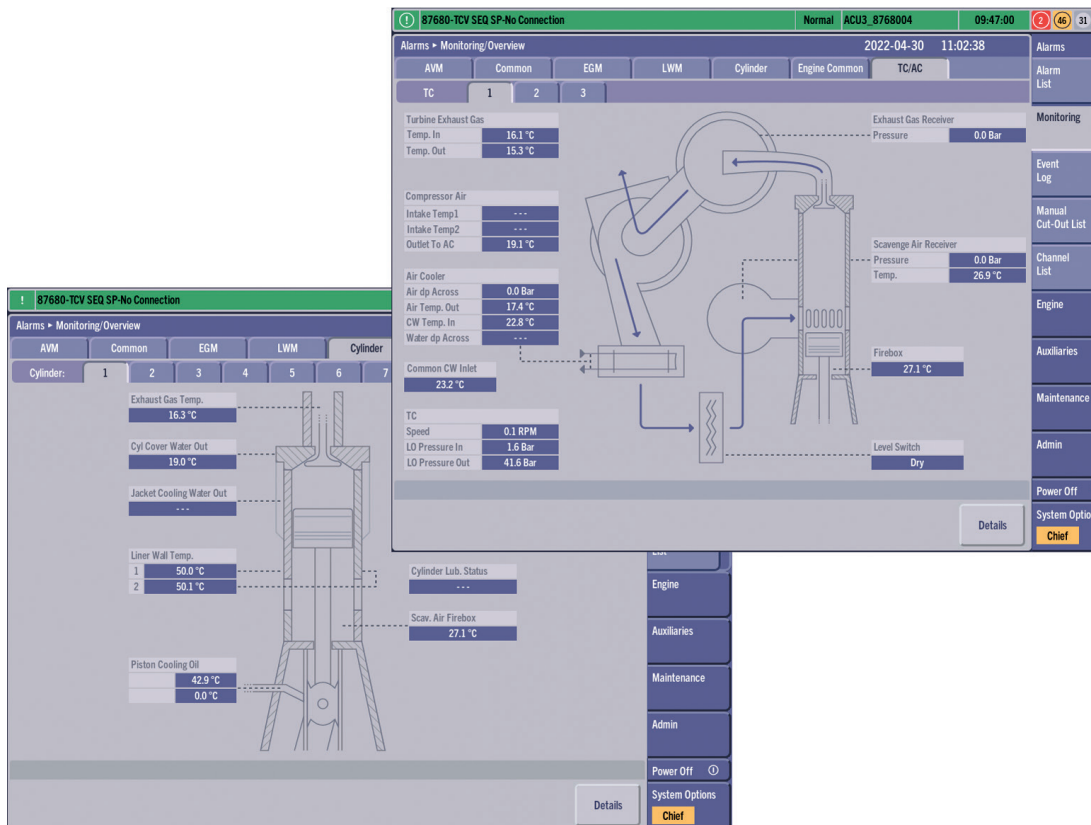 87680-TCV SEQ SP-No Connection Normal ACU3_8768004 09:47:00 2 46 31
Alarms ▸ Monitoring/Overview 2022-04-30 11:02:38
AVM Common EGM LWM Cylinder Engine Common TC/AC
TC 1 2 3
Turbine Exhaust Gas
Temp. In 16.1 °C
Temp. Out 15.3 °C
Compressor Air
Intake Temp1 ---
Intake Temp2 ---
Outlet To AC 19.1 °C
Air Cooler
Air dp Across 0.0 Bar
Air Temp. Out 17.4 °C
CW Temp. In 22.8 °C
Water dp Across ---
Common CW Inlet
23.2 °C
TC
Speed 0.1 RPM
LO Pressure In 1.6 Bar
LO Pressure Out 41.6 Bar
Exhaust Gas Receiver
Pressure 0.0 Bar
Scavenge Air Receiver
Pressure 0.0 Bar
Temp. 26.9 °C
Firebox
27.1 °C
Level Switch
Dry
Details
Alarms
Alarm
List
Monitoring
Event
Log
Manual
Cut-Out List
Channel
List
Engine
Auxiliaries
Maintenance
Admin
Power Off
System Optio
Chief
! 87680-TCV SEQ SP-No Connection
Alarms ▸ Monitoring/Overview
AVM Common EGM LWM Cylinder
Cylinder: 1 2 3 4 5 6 7
Exhaust Gas Temp.
16.3 °C
Cyl Cover Water Out
19.0 °C
Jacket Cooling Water Out
---
Liner Wall Temp.
1 50.0 °C
2 50.1 °C
Piston Cooling Oil
42.9 °C
0.0 °C
Cylinder Lub. Status
---
Scav. Air Firebox
27.1 °C
Details
List
Engine
Auxiliaries
Maintenance
Admin
Power Off
System Options
Chief